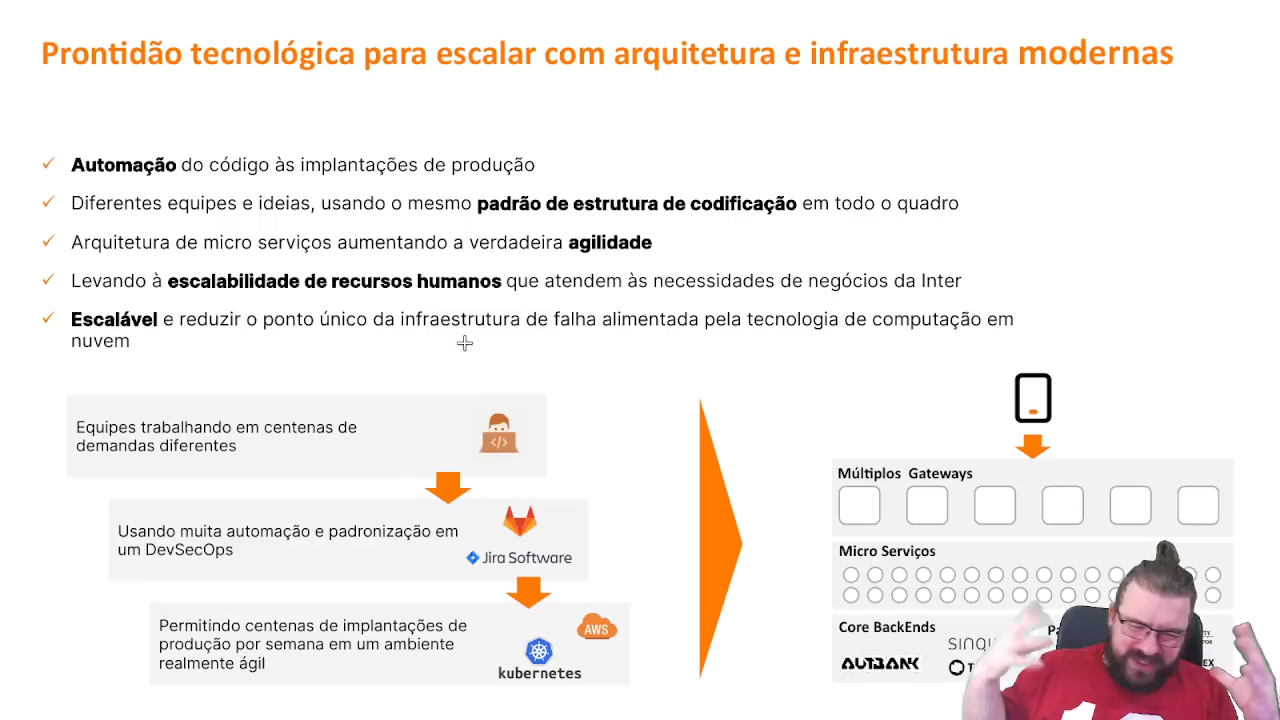 Prontidão tecnológica para escalar com arquitetura e infraestrutura modernas
Automação do código às implantações de produção
Diferentes equipes e ideias, usando o mesmo padrão de estrutura de codificação em todo o quadro
Arquitetura de micro serviços aumentando a verdadeira agilidade
Levando à escalabilidade de recursos humanos que atendem às necessidades de negócios da Inter
Escalável e reduzir o ponto único da infraestrutura de falha alimentada pela tecnologia de computação em
nuvem
Equipes trabalhando em centenas de
demandas diferentes
</>
Usando muita automação e padronização em
um DevSecOps
Jira Software
Permitindo centenas de implantações de
produção por semana em um ambiente
realmente ágil
AWS
kubernetes
Múltiplos Gateways
Micro Serviços
Core BackEnds
AUTBANK